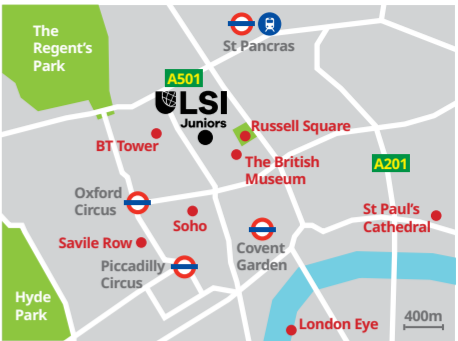 The
Regent's
Park
St Pancras
A501
LSI
Juniors
Russell Square
BT Tower
The British
Museum
A201
Oxford
Circus
Soho
St Paul's
Cathedral
Savile Row
Covent
Garden
Piccadilly
Circus
Hyde
Park
London Eye
400m